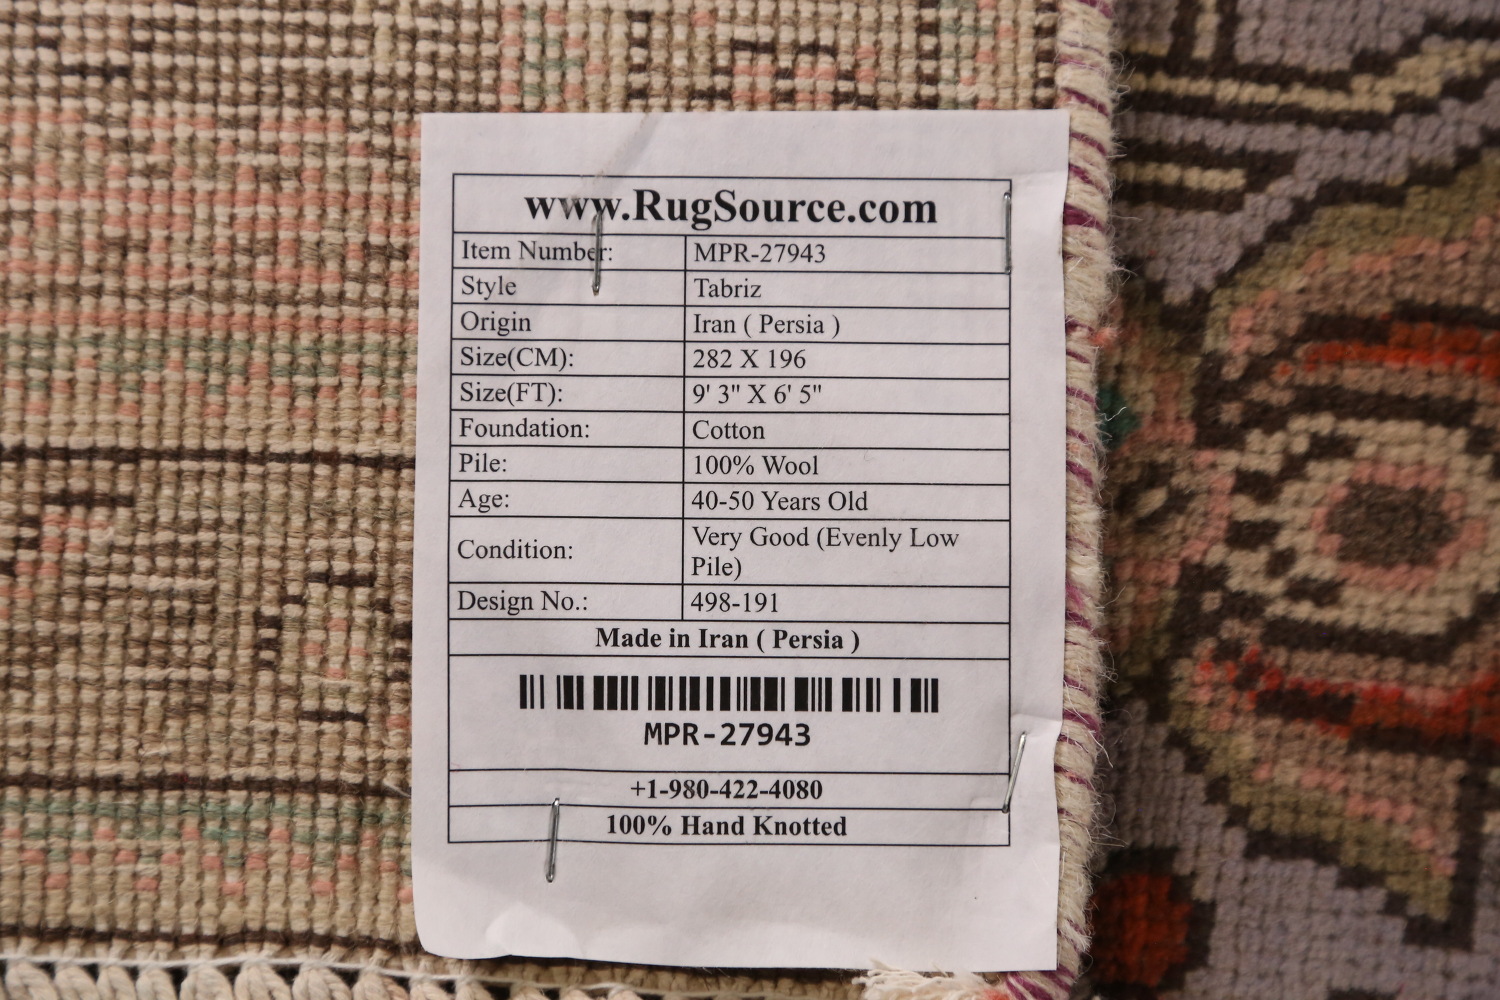 www.RugSource.com
Item Number: MPR-27943
Style Tabriz
Origin Iran ( Persia )
Size(CM): 282 X 196
Size(FT): 9' 3" X 6' 5"
Foundation: Cotton
Pile: 100% Wool
Age: 40-50 Years Old
Condition: Very Good (Evenly Low
Pile)
Design No.: 498-191
Made in Iran ( Persia )
MPR-27943
+1-980-422-4080
100% Hand Knotted